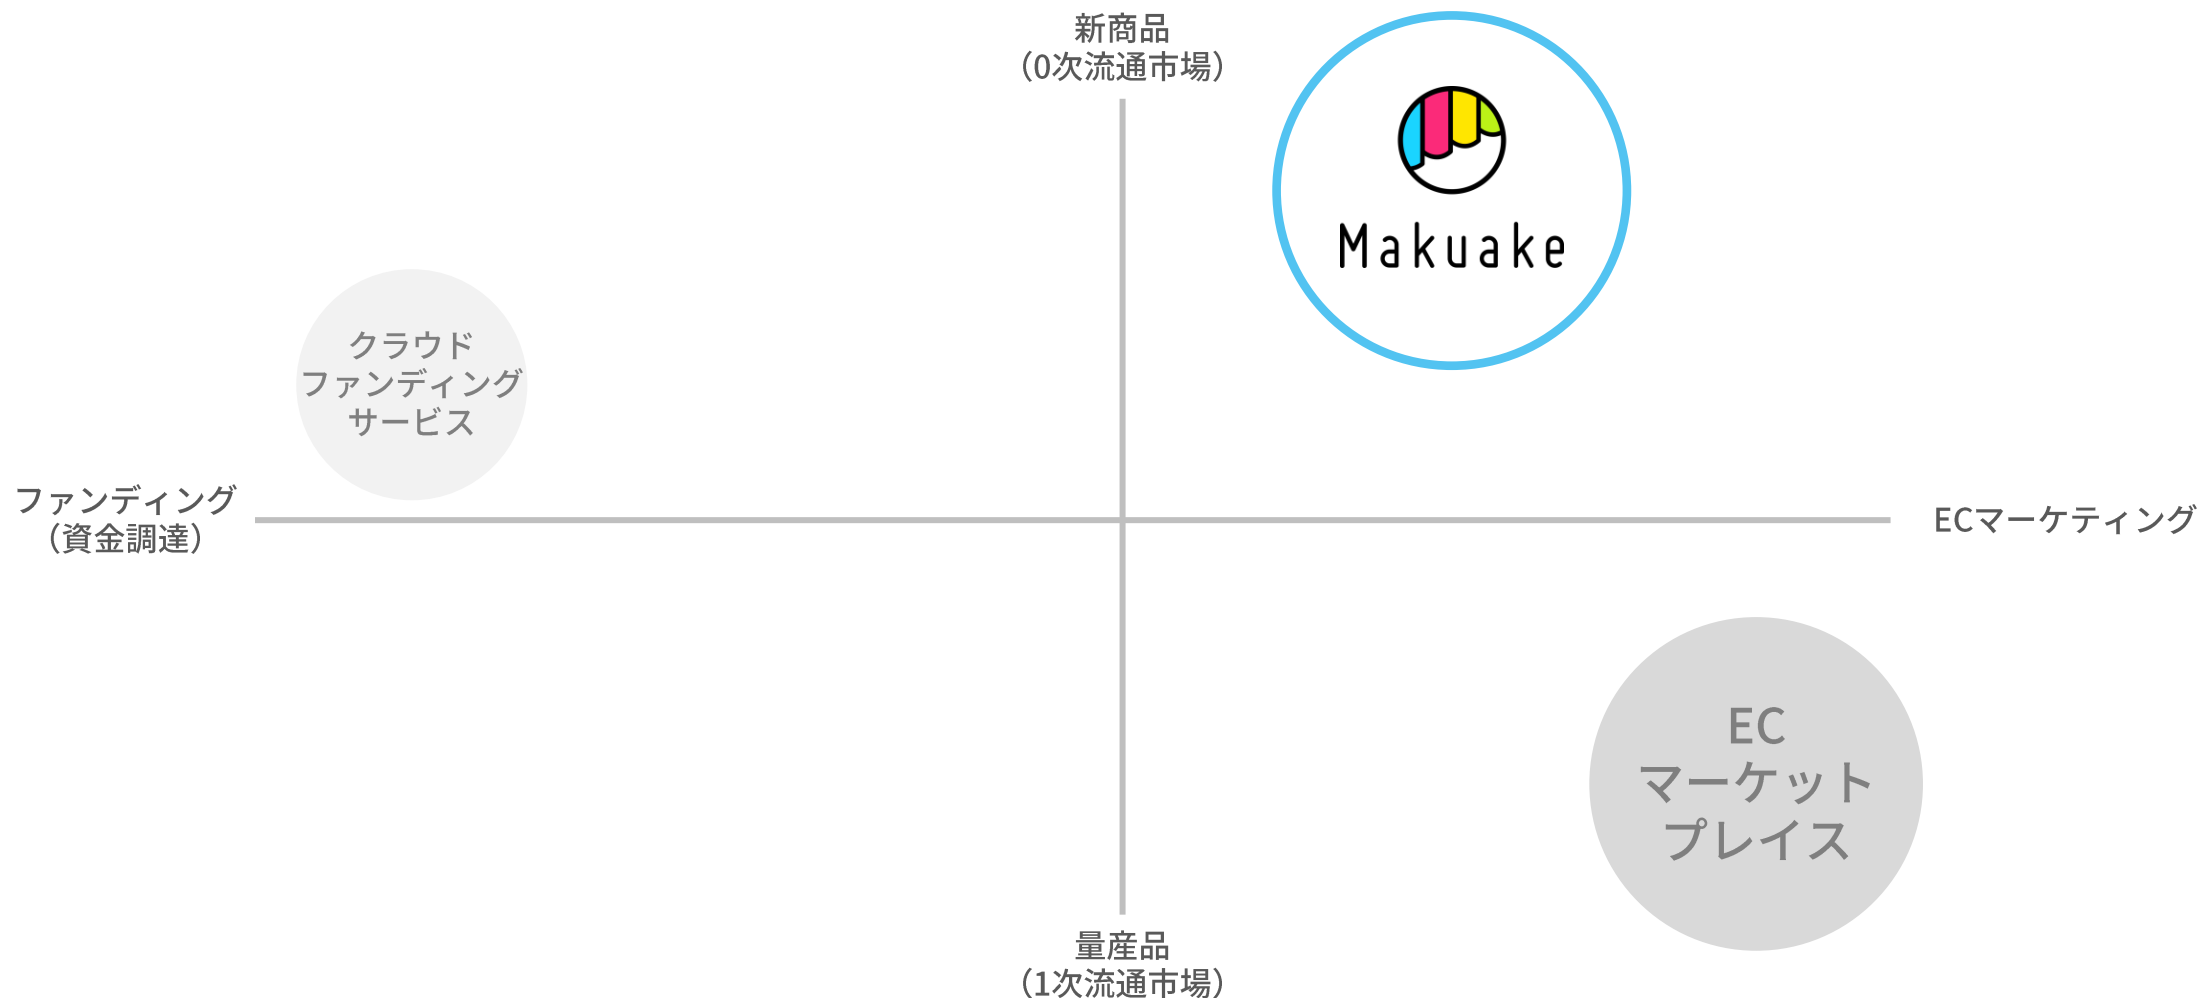 新商品
（0次流通市場）
Makuake
クラウド
ファンディング
サービス
ファンディング
（資金調達）
ECマーケティング
EC
マーケット
プレイス
量産品
（1次流通市場）